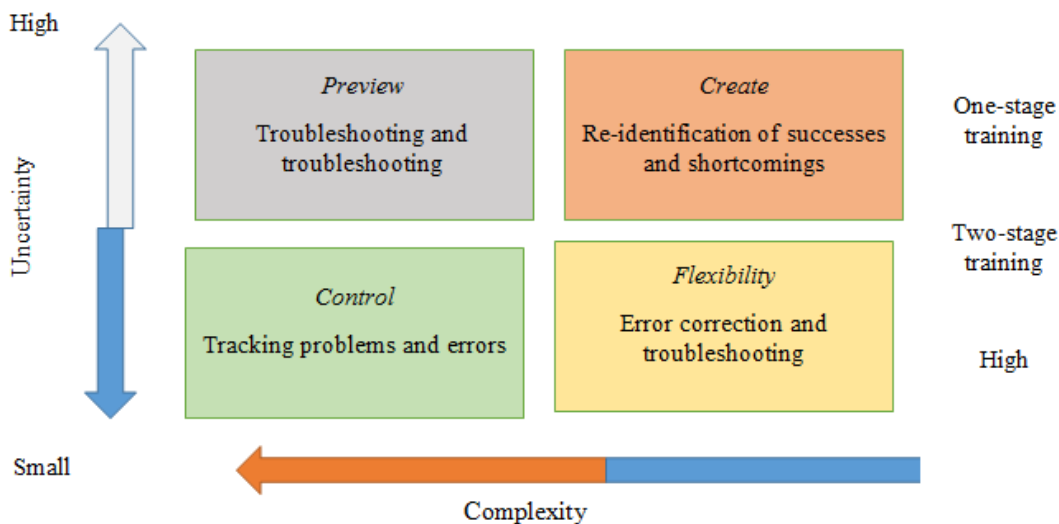 High
Uncertainty
Preview
Troubleshooting and
troubleshooting
Create
Re-identification of successes
and shortcomings
One-stage
training
Two-stage
training
Control
Tracking problems and errors
Flexibility
Error correction and
troubleshooting
High
Small
Complexity